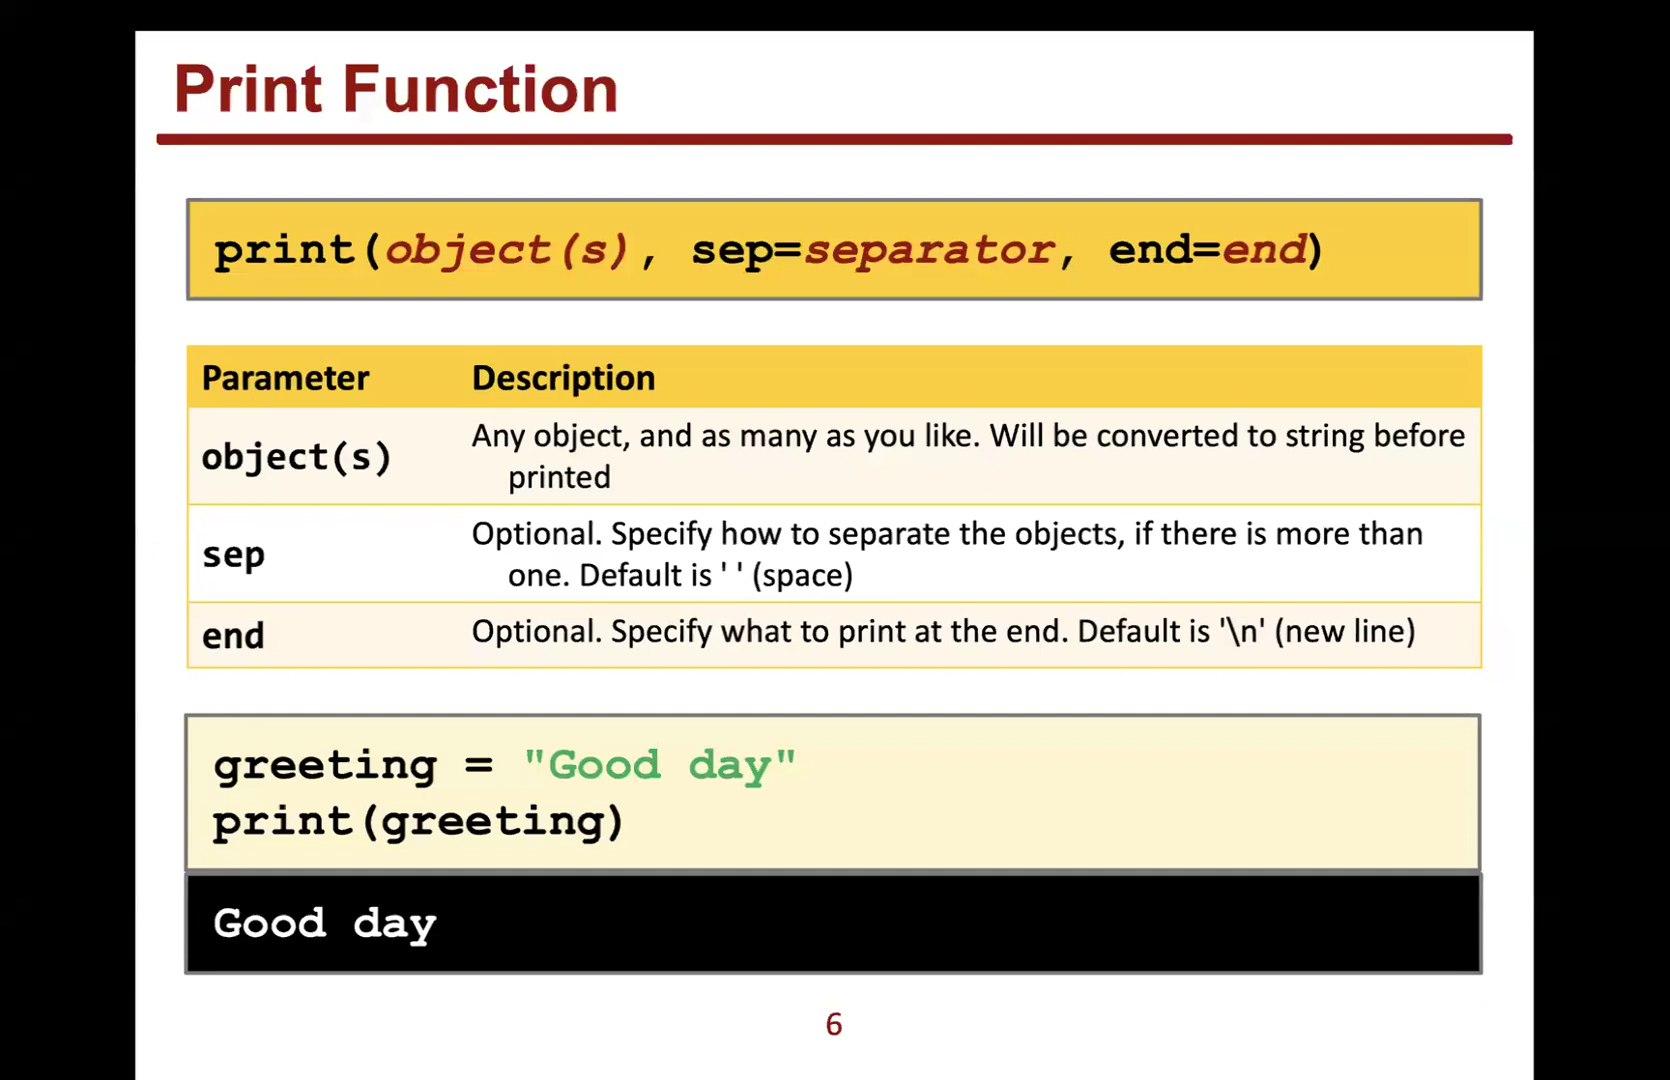 Print Function
print(object(s), sep=separator, end=end)
Parameter Description
object(s) Any object, and as many as you like. Will be converted to string before
printed
sep Optional. Specify how to separate the objects, if there is more than
one. Default is ' ' (space)
end Optional. Specify what to print at the end. Default is '\n' (new line)
greeting = "Good day"
print(greeting)
Good day
6